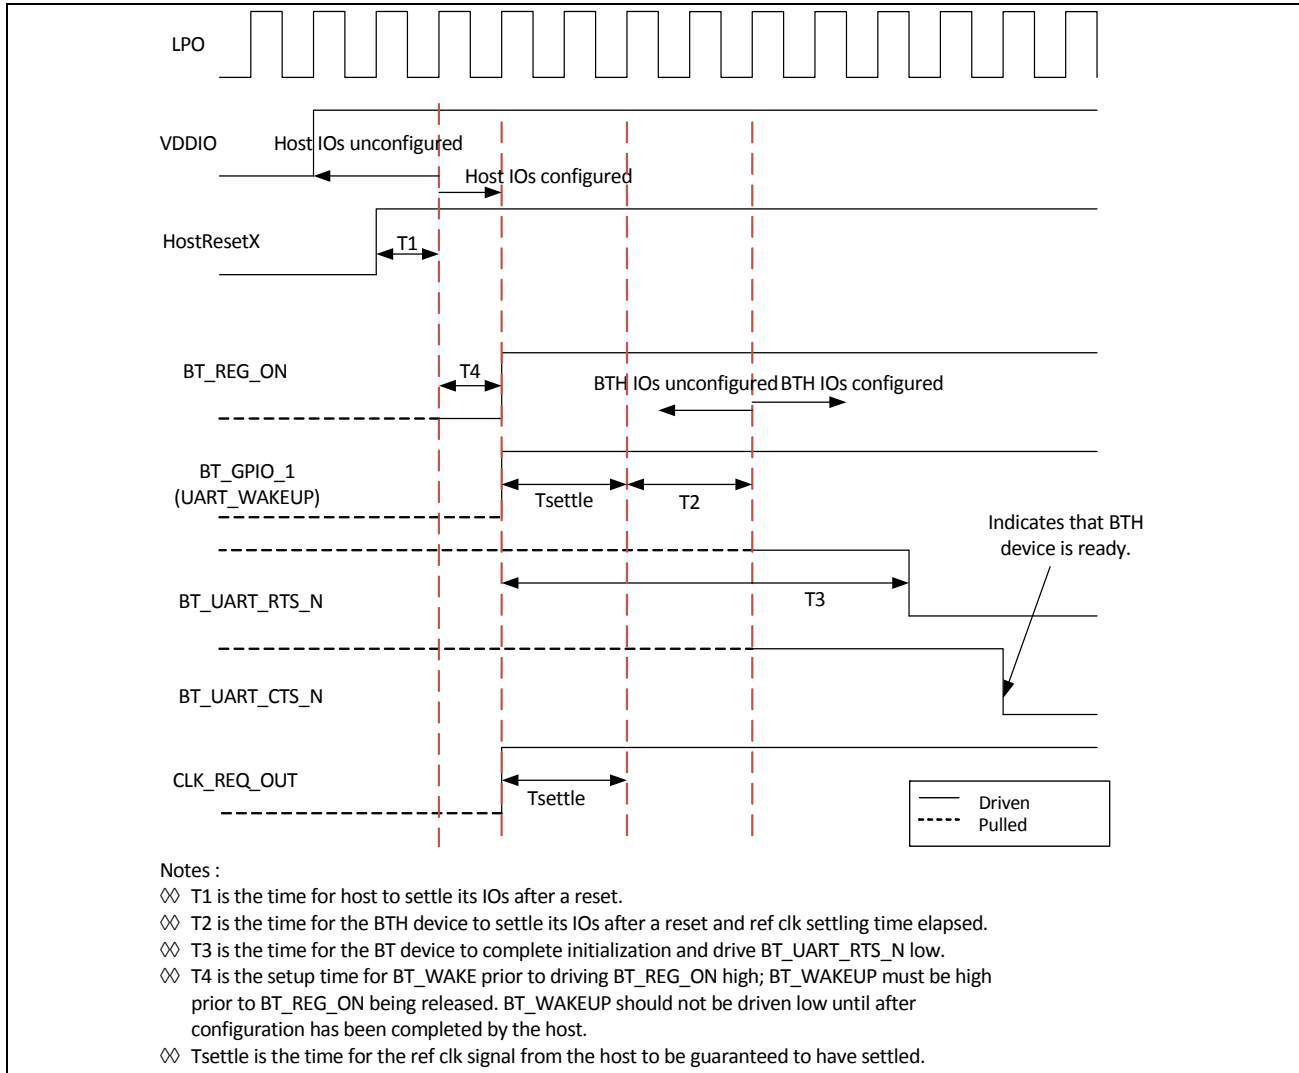 LPO
VDDIO
Host IOs unconfigured
Host IOs configured
HostResetX
T1
BT_REG_ON
T4
BTH IOs unconfigured
BTH IOs configured
BT_GPIO_1
(UART_WAKEUP)
Tsettle
T2
Indicates that BTH
device is ready.
BT_UART_RTS_N
T3
BT_UART_CTS_N
CLK_REQ_OUT
Tsettle
Driven
Pulled
Notes :
◊◊ T1 is the time for host to settle its IOs after a reset.
◊◊ T2 is the time for the BTH device to settle its IOs after a reset and ref clk settling time elapsed.
◊◊ T3 is the time for the BT device to complete initialization and drive BT_UART_RTS_N low.
◊◊ T4 is the setup time for BT_WAKE prior to driving BT_REG_ON high; BT_WAKEUP must be high
prior to BT_REG_ON being released. BT_WAKEUP should not be driven low until after
configuration has been completed by the host.
◊◊ Tsettle is the time for the ref clk signal from the host to be guaranteed to have settled.